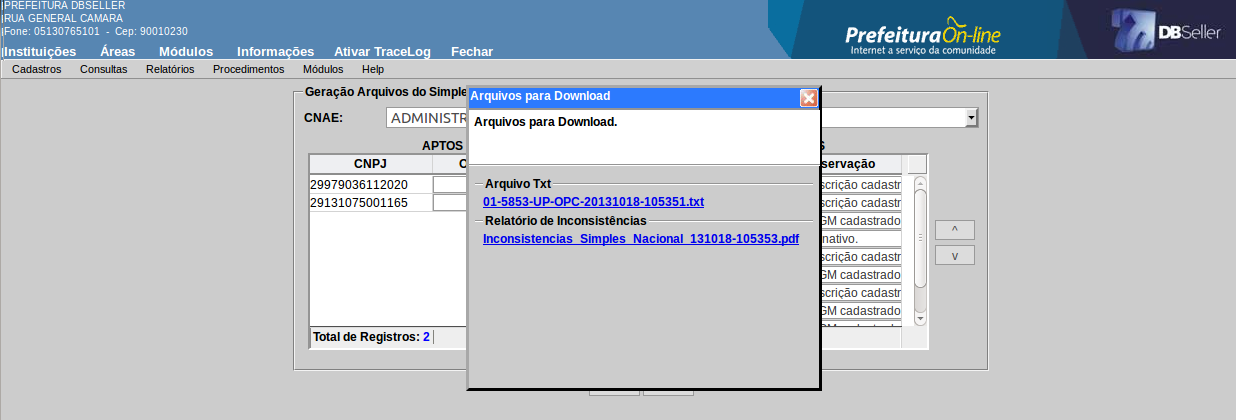 PREFEITURA DBSELLER
RUA GENERAL CAMARA
Fone: 05130765101 - Cep: 90010230
Prefeitura On-line
Internet a serviço da comunidade
DBSeller
Instituições Áreas Módulos Informações Ativar TraceLog Fechar
Cadastros Consultas Relatórios Procedimentos Módulos Help
Geração Arquivos do Simple
CNAE: ADMINISTR
APTOS
CNPJ
29979036112020
29131075001165
Total de Registros: 2
Arquivos para Download
Arquivos para Download.
Arquivo Txt
01-5853-UP-OPC-20131018-105351.txt
Relatório de Inconsistências
Inconsistencias_Simples_Nacional_131018-105353.pdf
S
servação
scrição cadastr
GM cadastrado
nativo.
scrição cadastr
GM cadastrado
scrição cadastr
GM cadastrado
^
v